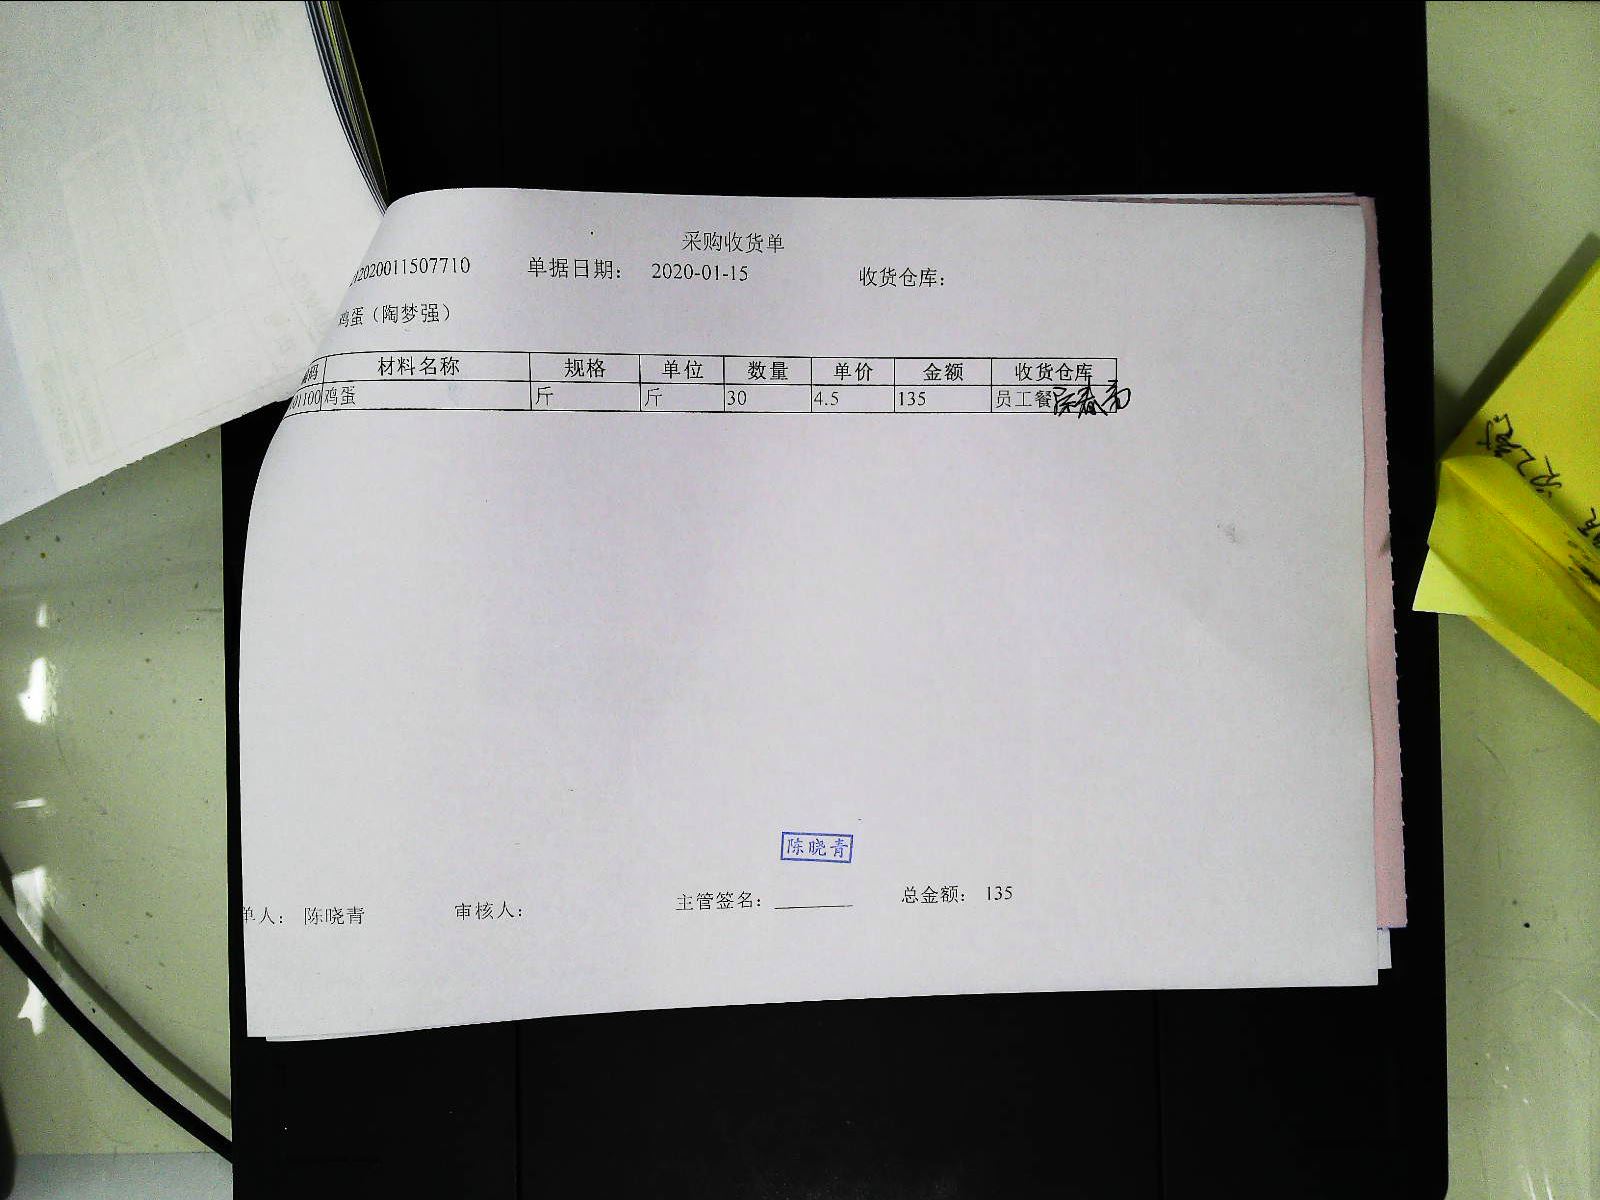 采购收货单
2020011507710 单据日期: 2020-01-15 收货仓库:
鸡蛋（陶梦强）
编码 材料名称 规格 单位 数量 单价 金额 收货仓库
01100 鸡蛋 斤 斤 30 4.5 135 员工餐
陈晓青
单人: 陈晓青 审核人: 主管签名: 总金额: 135